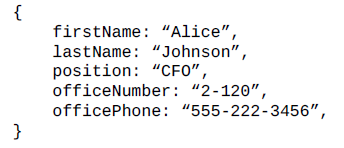 {
    firstName: “Alice”,
    lastName: “Johnson”,
    position: “CFO”,
    officeNumber: “2-120”,
    officePhone: “555-222-3456”,
}